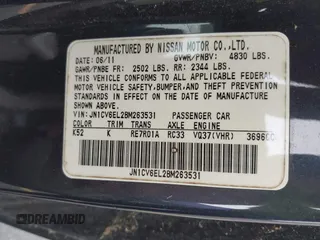 MANUFACTURED BY NISSAN MOTOR CO.,LTD.
DATE: 06/11 GVWR/PNBV: 4830 LBS.
GAWR/PNBE FR: 2502 LBS. RR: 2344 LBS.
THIS VEHICLE CONFORMS TO ALL APPLICABLE
FEDERAL MOTOR VEHICLE SAFETY, BUMPER, AND THEFT PREVENTION
STANDARDS IN EFFECT ON THE DATE OF
MANUFACTURE SHOWN ABOVE.
VIN: JN1CV6EL2BM263531 PASSENGER CAR
COLOR TRIM TRANS AXLE ENGINE
K52 K RE7R01A RC33 VQ37(VHR) 3696CC
JN1CV6EL2BM263531
DREAMBID